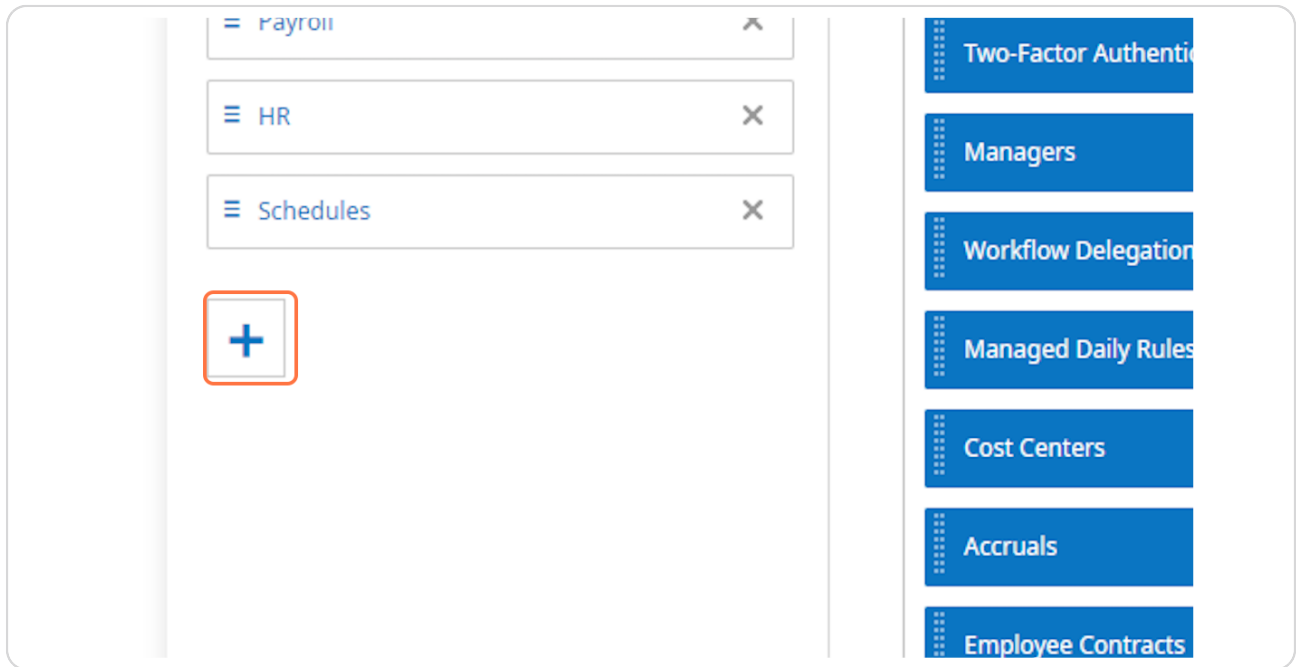 Payroll
HR
Schedules
Two-Factor Authentic
Managers
Workflow Delegation
Managed Daily Rules
Cost Centers
Accruals
Employee Contracts